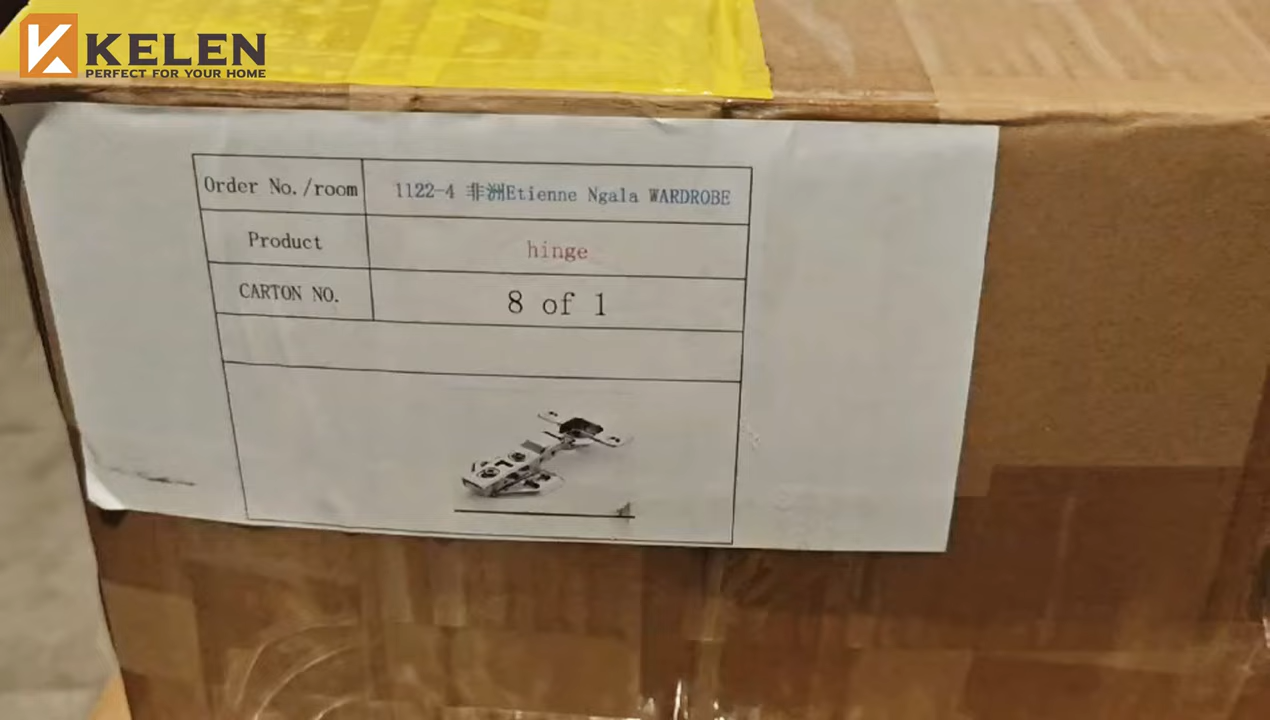 KELEN
PERFECT FOR YOUR HOME
Order No./room 1122-4 非洲Etienne Ngala WARDROBE
Product hinge
CARTON NO. 8 of 1